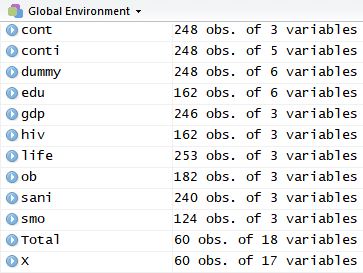 Global Environment
cont 248 obs. of 3 variables
conti 248 obs. of 5 variables
dummy 248 obs. of 6 variables
edu 162 obs. of 6 variables
gdp 246 obs. of 3 variables
hiv 162 obs. of 3 variables
life 253 obs. of 3 variables
ob 182 obs. of 3 variables
sani 240 obs. of 3 variables
smo 124 obs. of 3 variables
Total 60 obs. of 18 variables
X 60 obs. of 17 variables